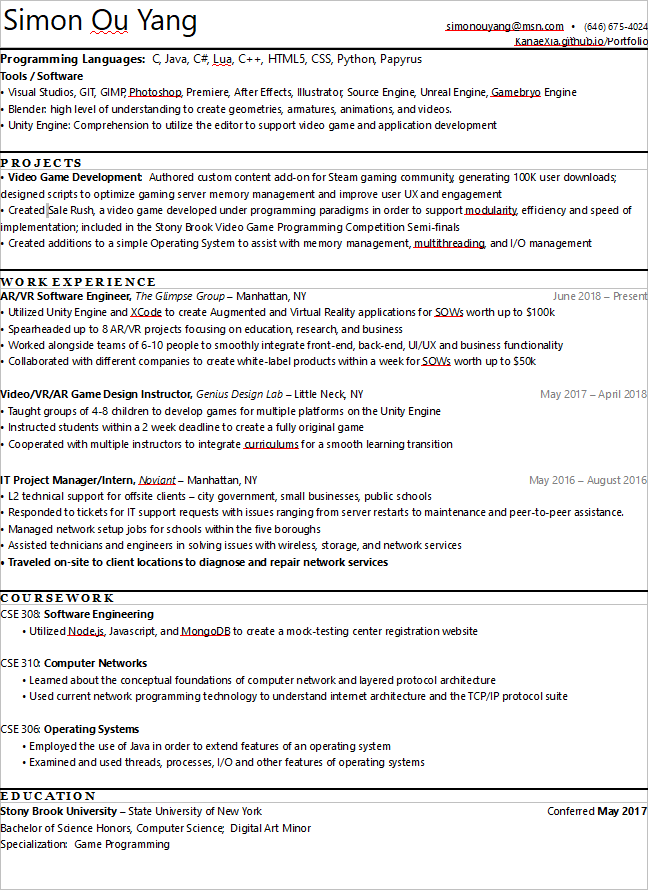 Simon Ou Yang
simonouyang@msn.com • (646) 675-4024
KanaeXia.github.io/Portfolio
Programming Languages: C, Java, C#, Lua, C++, HTML5, CSS, Python, Papyrus
Tools / Software
• Visual Studios, GIT, GIMP, Photoshop, Premiere, After Effects, Illustrator, Source Engine, Unreal Engine, Gamebryo Engine
• Blender: high level of understanding to create geometries, armatures, animations, and videos.
• Unity Engine: Comprehension to utilize the editor to support video game and application development
PROJECTS
• Video Game Development: Authored custom content add-on for Steam gaming community, generating 100K user downloads;
designed scripts to optimize gaming server memory management and improve user UX and engagement
• Created Sale Rush, a video game developed under programming paradigms in order to support modularity, efficiency and speed of
implementation; included in the Stony Brook Video Game Programming Competition Semi-finals
• Created additions to a simple Operating System to assist with memory management, multithreading, and I/O management
WORK EXPERIENCE
AR/VR Software Engineer, The Glimpse Group – Manhattan, NY June 2018 – Present
• Utilized Unity Engine and XCode to create Augmented and Virtual Reality applications for SOWs worth up to $100k
• Spearheaded up to 8 AR/VR projects focusing on education, research, and business
• Worked alongside teams of 6-10 people to smoothly integrate front-end, back-end, UI/UX and business functionality
• Collaborated with different companies to create white-label products within a week for SOWs worth up to $50k
Video/VR/AR Game Design Instructor, Genius Design Lab – Little Neck, NY May 2017 – April 2018
• Taught groups of 4-8 children to develop games for multiple platforms on the Unity Engine
• Instructed students within a 2 week deadline to create a fully original game
• Cooperated with multiple instructors to integrate curriculums for a smooth learning transition
IT Project Manager/Intern, Noviant – Manhattan, NY May 2016 – August 2016
• L2 technical support for offsite clients – city government, small businesses, public schools
• Responded to tickets for IT support requests with issues ranging from server restarts to maintenance and peer-to-peer assistance.
• Managed network setup jobs for schools within the five boroughs
• Assisted technicians and engineers in solving issues with wireless, storage, and network services
• Traveled on-site to client locations to diagnose and repair network services
COURSEWORK
CSE 308: Software Engineering
• Utilized Node.js, Javascript, and MongoDB to create a mock-testing center registration website
CSE 310: Computer Networks
• Learned about the conceptual foundations of computer network and layered protocol architecture
• Used current network programming technology to understand internet architecture and the TCP/IP protocol suite
CSE 306: Operating Systems
• Employed the use of Java in order to extend features of an operating system
• Examined and used threads, processes, I/O and other features of operating systems
EDUCATION
Stony Brook University – State University of New York Conferred May 2017
Bachelor of Science Honors, Computer Science; Digital Art Minor
Specialization: Game Programming